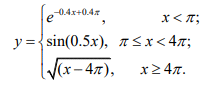 y = { e^{-0.4x+0.4π}, x < π;
sin(0.5x), π ≤ x < 4π;
√(x−4π), x ≥ 4π.